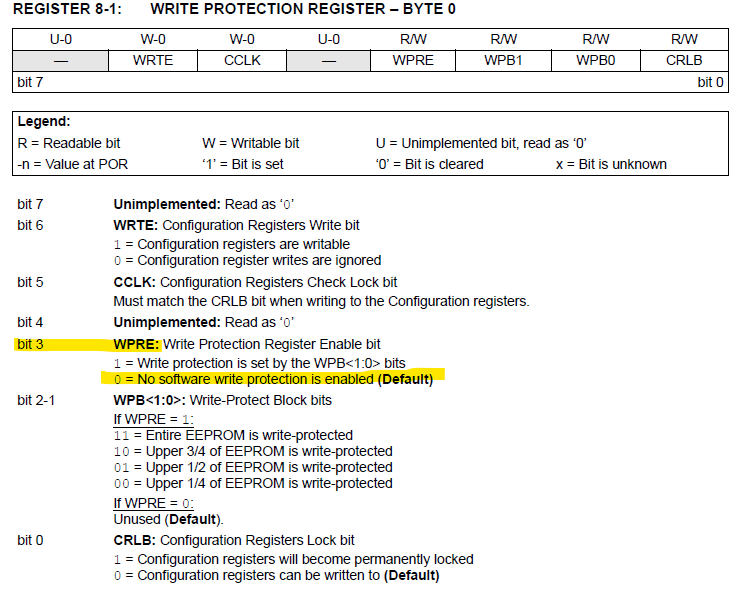 REGISTER 8-1: WRITE PROTECTION REGISTER – BYTE 0
U-0 W-0 W-0 U-0 R/W R/W R/W R/W
— WRTE CCLK — WPRE WPB1 WPB0 CRLB
bit 7 bit 0
Legend:
R = Readable bit W = Writable bit U = Unimplemented bit, read as ‘0’
-n = Value at POR ‘1’ = Bit is set ‘0’ = Bit is cleared x = Bit is unknown
bit 7 Unimplemented: Read as ‘0’
bit 6 WRTE: Configuration Registers Write bit
1 = Configuration registers are writable
0 = Configuration register writes are ignored
bit 5 CCLK: Configuration Registers Check Lock bit
Must match the CRLB bit when writing to the Configuration registers.
bit 4 Unimplemented: Read as ‘0’
bit 3 WPRE: Write Protection Register Enable bit
1 = Write protection is set by the WPB<1:0> bits
0 = No software write protection is enabled (Default)
bit 2-1 WPB<1:0>: Write-Protect Block bits
If WPRE = 1:
11 = Entire EEPROM is write-protected
10 = Upper 3/4 of EEPROM is write-protected
01 = Upper 1/2 of EEPROM is write-protected
00 = Upper 1/4 of EEPROM is write-protected
If WPRE = 0:
Unused (Default).
bit 0 CRLB: Configuration Registers Lock bit
1 = Configuration registers will become permanently locked
0 = Configuration registers can be written to (Default)